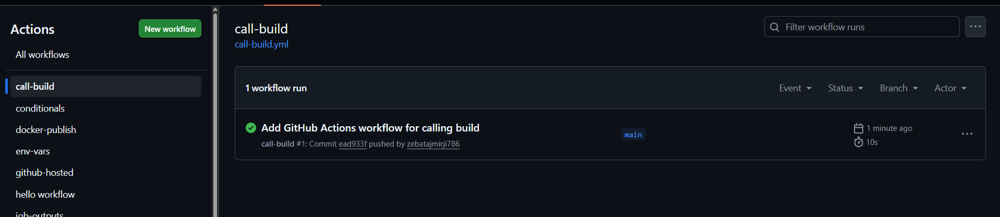 Actions
New workflow
All workflows
call-build
conditionals
docker-publish
env-vars
github-hosted
hello workflow
job-outputs
call-build
call-build.yml
Filter workflow runs
1 workflow run
Event
Status
Branch
Actor
Add GitHub Actions workflow for calling build
call-build #1: Commit ead933f pushed by zebatajmirji786
main
1 minute ago
10s